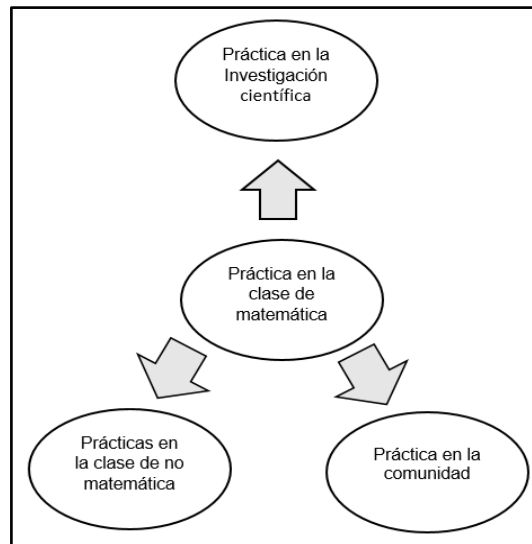 Práctica en la
Investigación
científica
Práctica en la
clase de
matemática
Prácticas en
la clase de no
matemática
Práctica en la
comunidad